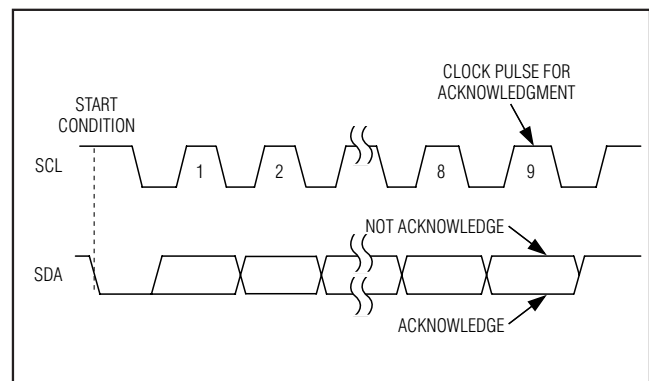 CLOCK PULSE FOR
ACKNOWLEDGMENT
START
CONDITION
SCL
1
2
8
9
NOT ACKNOWLEDGE
SDA
ACKNOWLEDGE